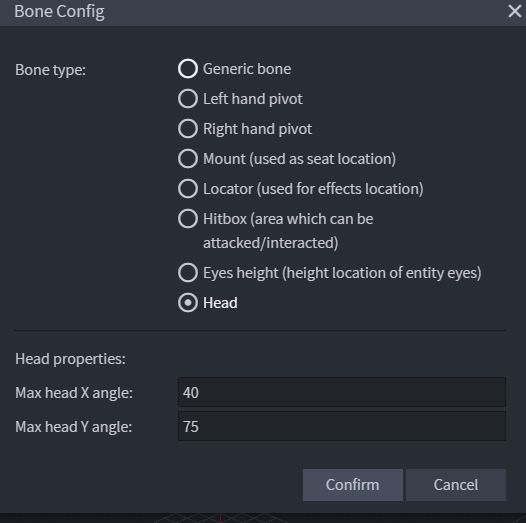 Bone Config
Bone type:
Generic bone
Left hand pivot
Right hand pivot
Mount (used as seat location)
Locator (used for effects location)
Hitbox (area which can be
attacked/interacted)
Eyes height (height location of entity eyes)
Head
Head properties:
Max head X angle:
40
Max head Y angle:
75
Confirm
Cancel